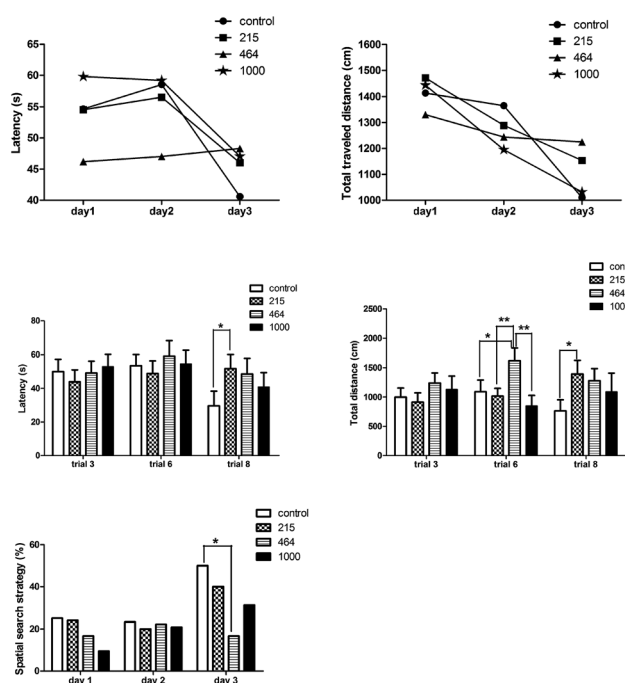 control
215
464
1000
Latency (s)
65
60
55
50
45
40
day1 day2 day3
control
215
464
1000
Total traveled distance (cm)
1600
1500
1400
1300
1200
1100
1000
day1 day2 day3
control
215
464
1000
Latency (s)
80
60
40
20
0
*
trial 3 trial 6 trial 8
con
215
464
1000
Total distance (cm)
2500
2000
1500
1000
500
0
* ** ** *
trial 3 trial 6 trial 8
control
215
464
1000
Spatial search strategy (%)
60
40
20
0
*
day 1 day 2 day 3